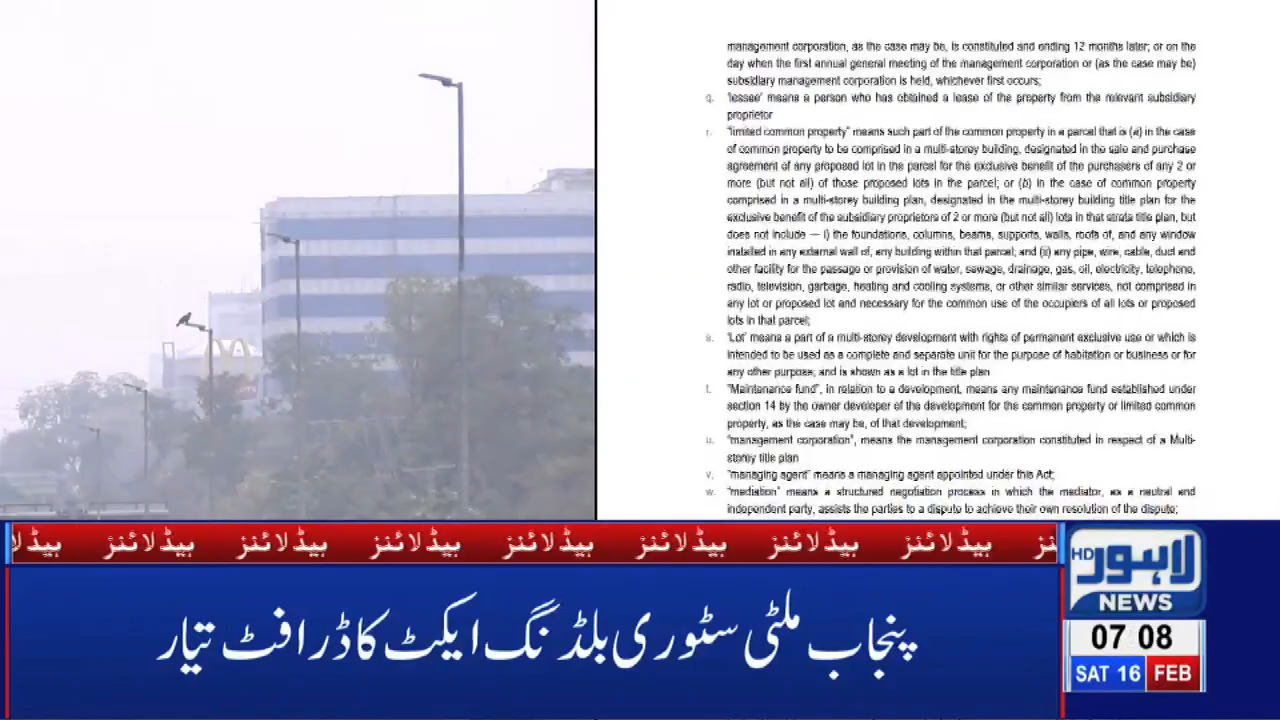 management corporation, as the case may be, is constituted and ending 12 months later; or on the
day when the first annual general meeting of the management corporation or (as the case may be)
subsidiary management corporation is held, whichever first occurs;
q. 'lessee' means a person who has obtained a lease of the property from the relevant subsidiary
proprietor
r. "limited common property" means such part of the common property in a parcel that is (a) in the case
of common property to be comprised in a multi-storey building, designated in the sale and purchase
agreement of any proposed lot in the parcel for the exclusive benefit of the purchasers of any 2 or
more (but not all) of those proposed lots in the parcel; or (b) in the case of common property
comprised in a multi-storey building plan, designated in the multi-storey building title plan for the
exclusive benefit of the subsidiary proprietors of 2 or more (but not all) lots in that strata title plan, but
does not include — i) the foundations, columns, beams, supports, walls, roofs of, and any window
installed in any external wall of, any building within that parcel; and (ii) any pipe, wire, cable, duct and
other facility for the passage or provision of water, sewage, drainage, gas, oil, electricity, telephone,
radio, television, garbage, heating and cooling systems, or other similar services, not comprised in
any lot or proposed lot and necessary for the common use of the occupiers of all lots or proposed
lots in that parcel;
s. 'Lot' means a part of a multi-storey development with rights of permanent exclusive use or which is
intended to be used as a complete and separate unit for the purpose of habitation or business or for
any other purpose; and is shown as a lot in the title plan
t. "Maintenance fund", in relation to a development, means any maintenance fund established under
section 14 by the owner developer of the development for the common property or limited common
property, as the case may be, of that development;
u. "management corporation", means the management corporation constituted in respect of a Multi-
storey title plan
v. "managing agent" means a managing agent appointed under this Act;
w. "mediation" means a structured negotiation process in which the mediator, as a neutral and
independent party, assists the parties to a dispute to achieve their own resolution of the dispute;
ہیڈلائنز ہیڈلائنز ہیڈلائنز ہیڈلائنز ہیڈلائنز ہیڈلائنز ہیڈلائنز
پنجاب ملٹی سٹوری بلڈنگ ایکٹ کا ڈرافٹ تیار
HD لاہور
NEWS
07 08
SAT 16 FEB